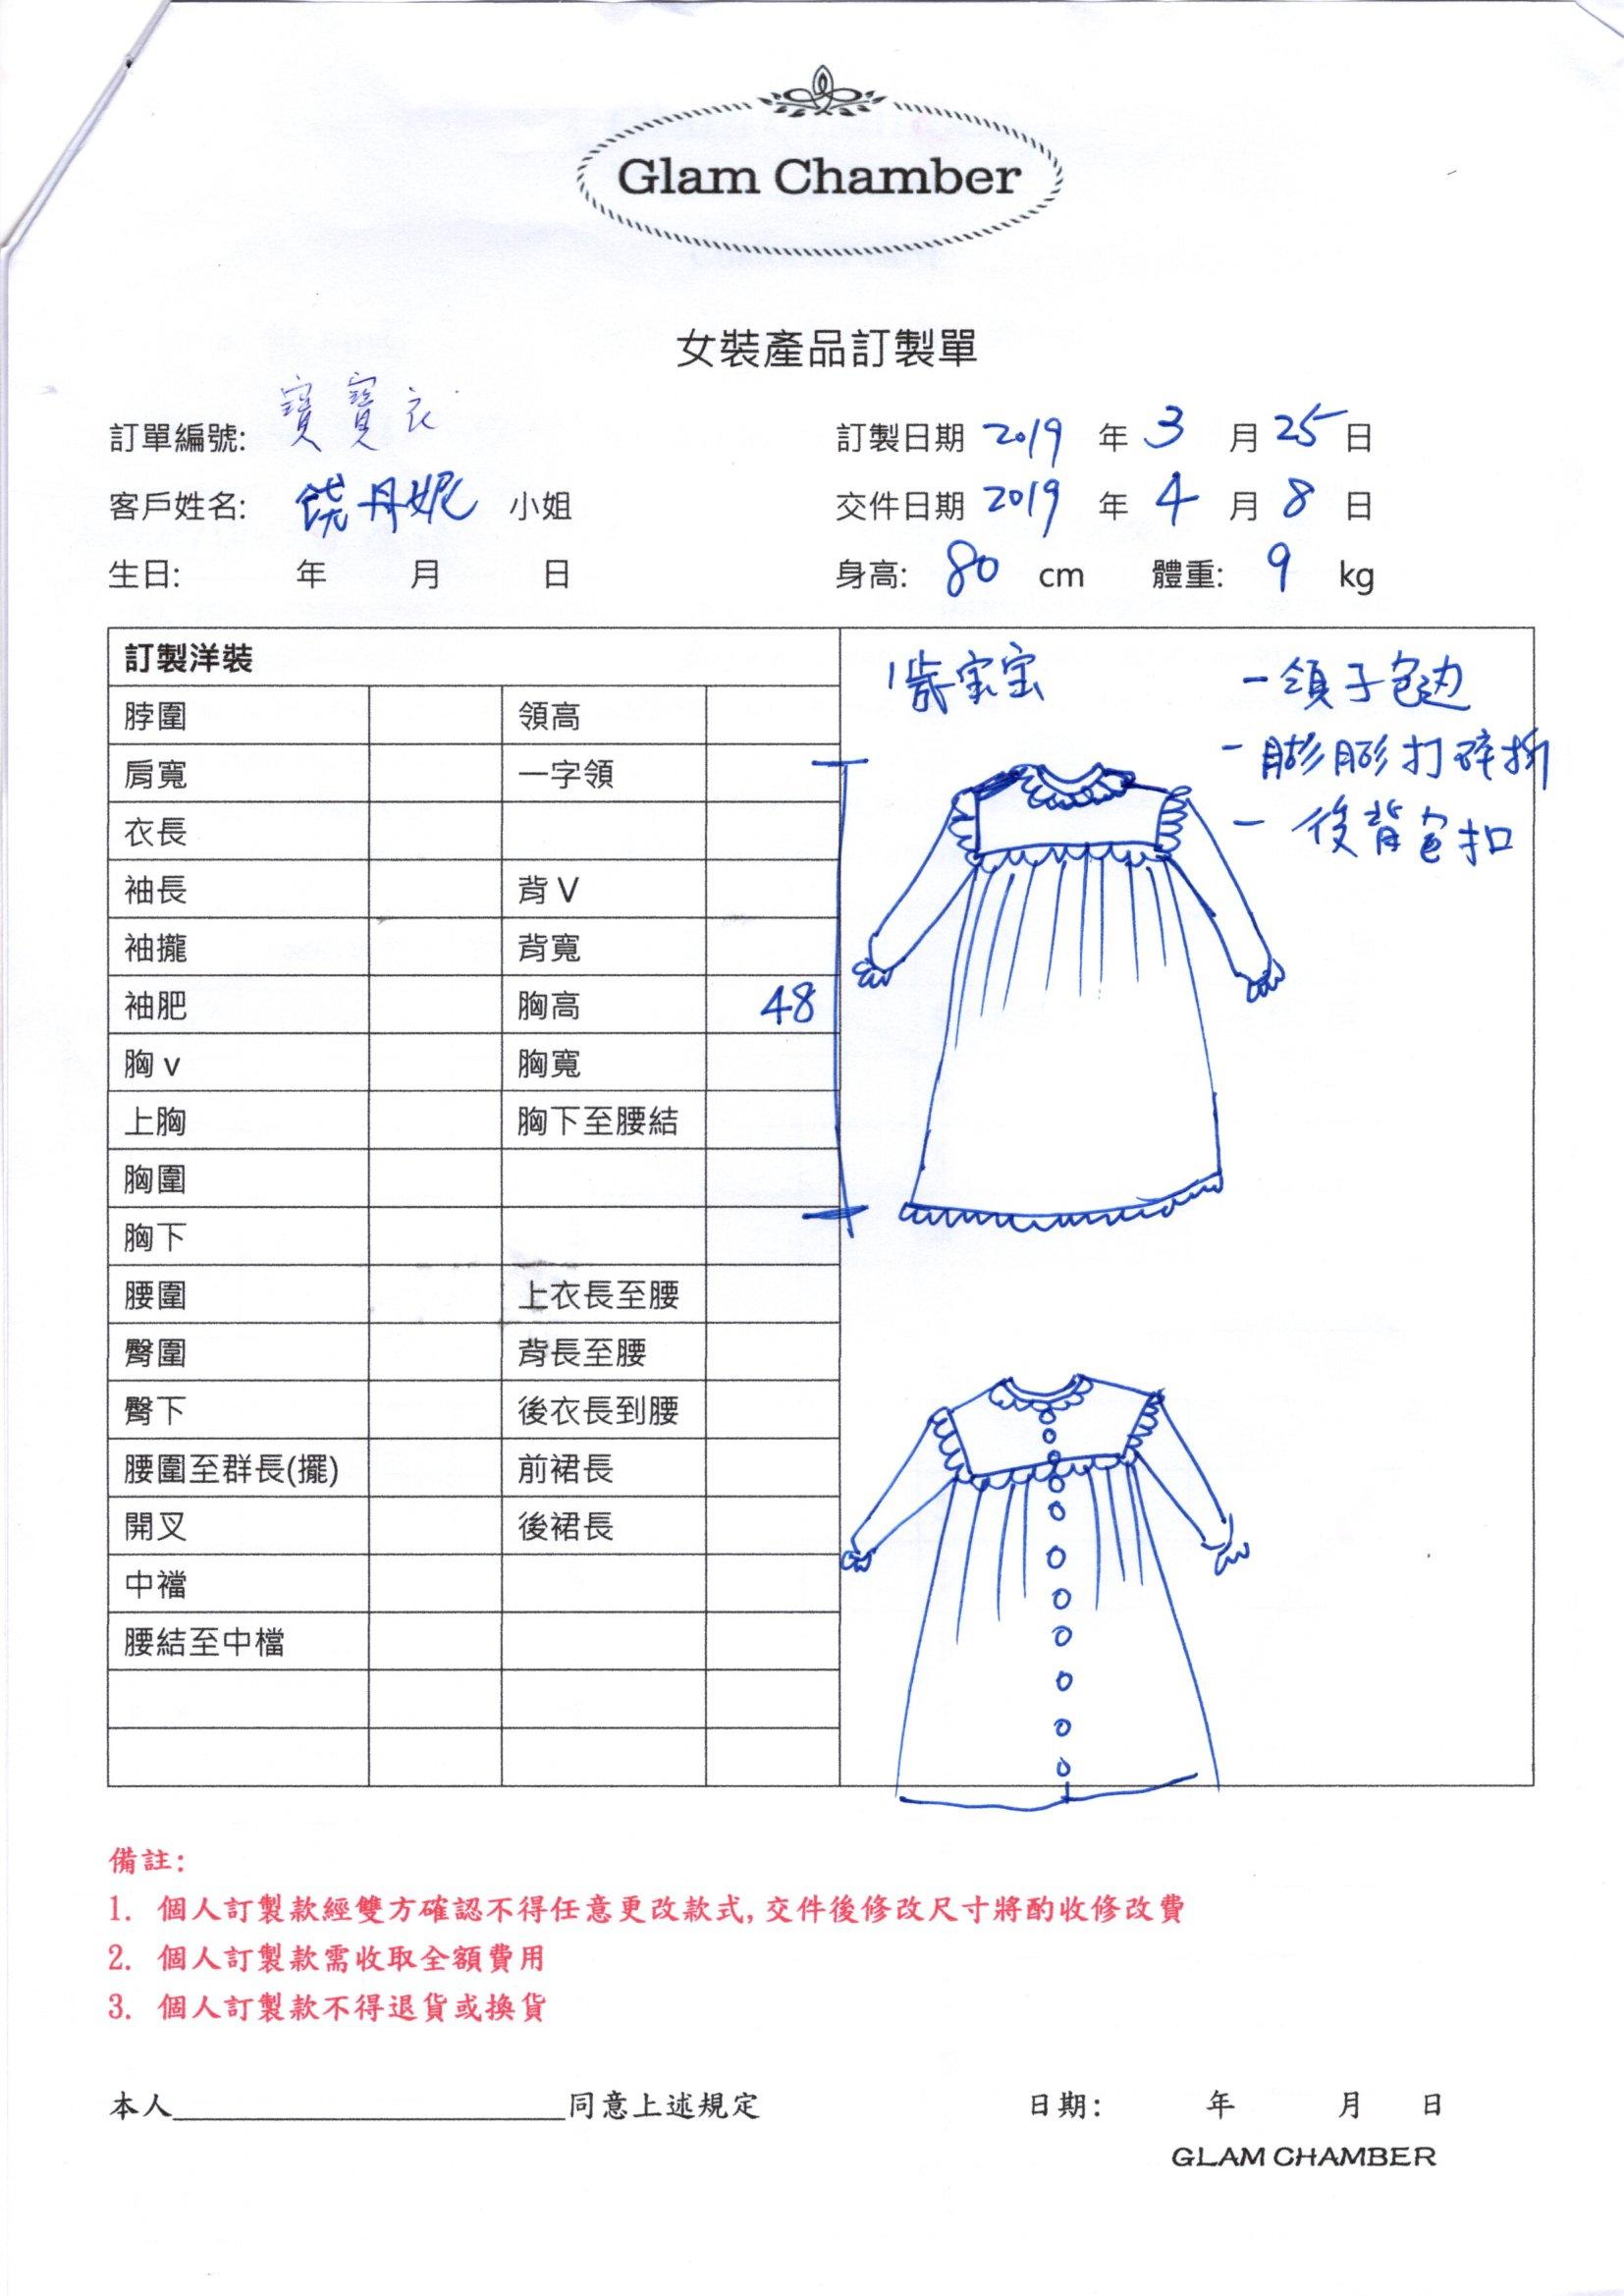 Glam Chamber
女裝產品訂製單
訂單編號: 寶寶衣
訂製日期 2019 年 3 月 25 日
客戶姓名: 饶丹妮 小姐
交件日期 2019 年 4 月 8 日
生日: 年 月 日
身高: 80 cm 體重: 9 kg
訂製洋裝
脖圍 領高
肩寬 一字領
衣長
袖長 背 V
袖攏 背寬
袖肥 胸高
胸 v 胸寬
上胸 胸下至腰結
胸圍
胸下
腰圍 上衣長至腰
臀圍 背長至腰
臀下 後衣長到腰
腰圍至群長(擺) 前裙長
開叉 後裙長
中襠
腰結至中檔
1歲宝宝
- 領子包边
- 膨膨打碎折
- 後背包扣
48
備註:
1. 個人訂製款經雙方確認不得任意更改款式, 交件後修改尺寸將酌收修改費
2. 個人訂製款需收取全額費用
3. 個人訂製款不得退貨或換貨
本人________________________同意上述規定
日期: 年 月 日
GLAM CHAMBER